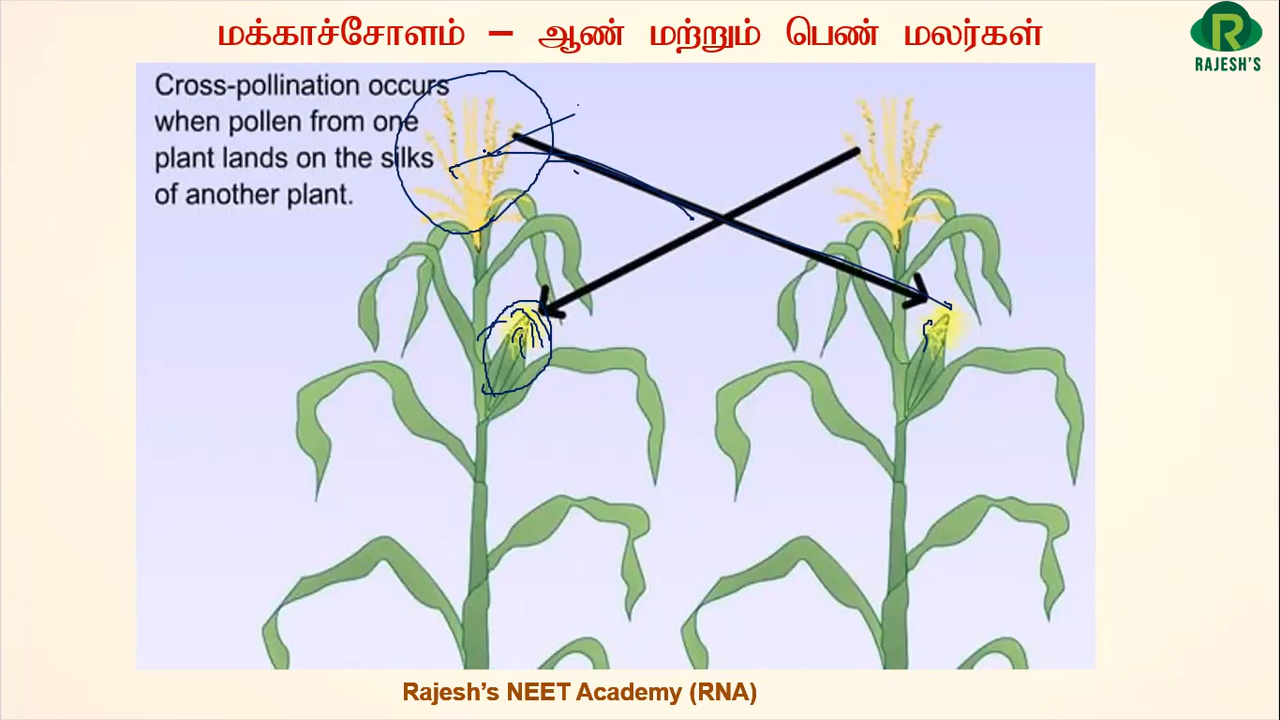 மக்காச்சோளம் – ஆண் மற்றும் பெண் மலர்கள்
R
RAJESH'S
Cross-pollination occurs
when pollen from one
plant lands on the silks
of another plant.
Rajesh's NEET Academy (RNA)